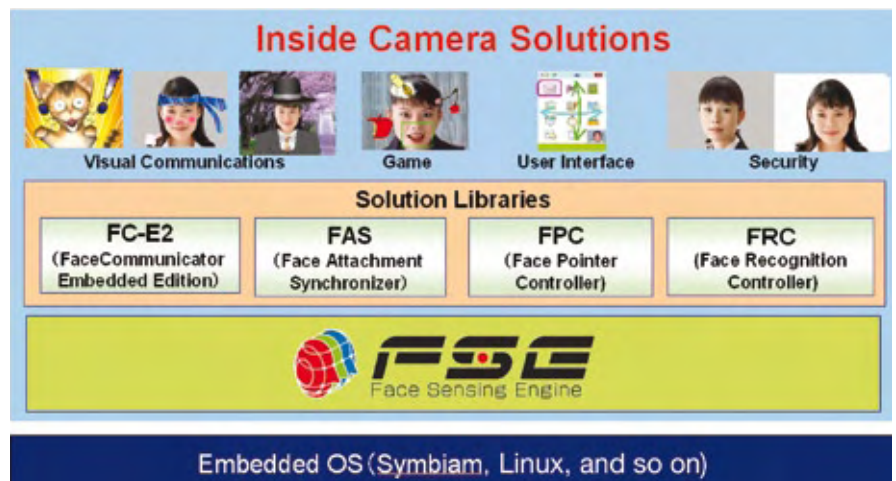 Inside Camera Solutions
Visual Communications
Game
User Interface
Security
Solution Libraries
FC-E2
(FaceCommunicator
Embedded Edition)
FAS
(Face Attachment
Synchronizer)
FPC
(Face Pointer
Controller)
FRC
(Face Recognition
Controller)
FSE
Face Sensing Engine
Embedded OS(Symbiam, Linux, and so on)